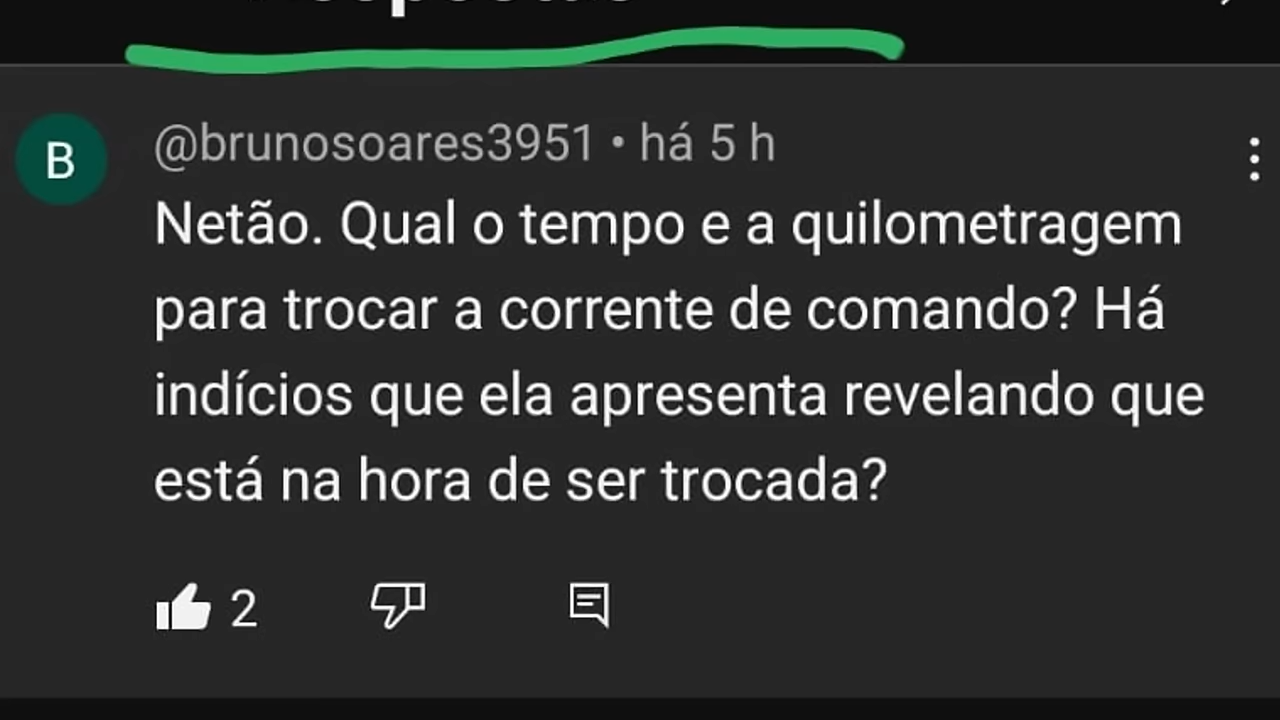 B
@brunosoares3951 • há 5 h
Netão. Qual o tempo e a quilometragem
para trocar a corrente de comando? Há
indícios que ela apresenta revelando que
está na hora de ser trocada?
2